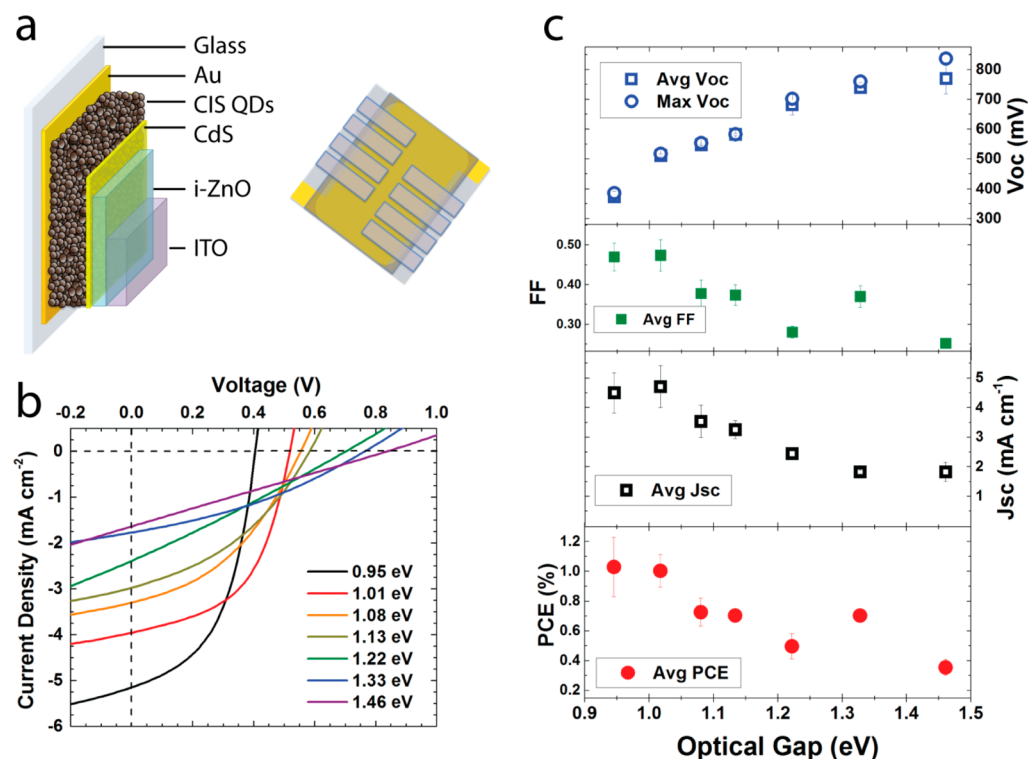 a
Glass
Au
CIS QDs
CdS
i-ZnO
ITO
b
Voltage (V)
-0.2 0.0 0.2 0.4 0.6 0.8 1.0
0
-1
-2
-3
-4
-5
-6
Current Density (mA cm-2)
0.95 eV
1.01 eV
1.08 eV
1.13 eV
1.22 eV
1.33 eV
1.46 eV
c
Avg Voc
Max Voc
800
700
600
500
400
300
Voc (mV)
0.50
0.40
0.30
FF
Avg FF
5
4
3
2
1
Jsc (mA cm-1)
Avg Jsc
1.2
1.0
0.8
0.6
0.4
0.2
PCE (%)
Avg PCE
0.9 1.0 1.1 1.2 1.3 1.4 1.5
Optical Gap (eV)